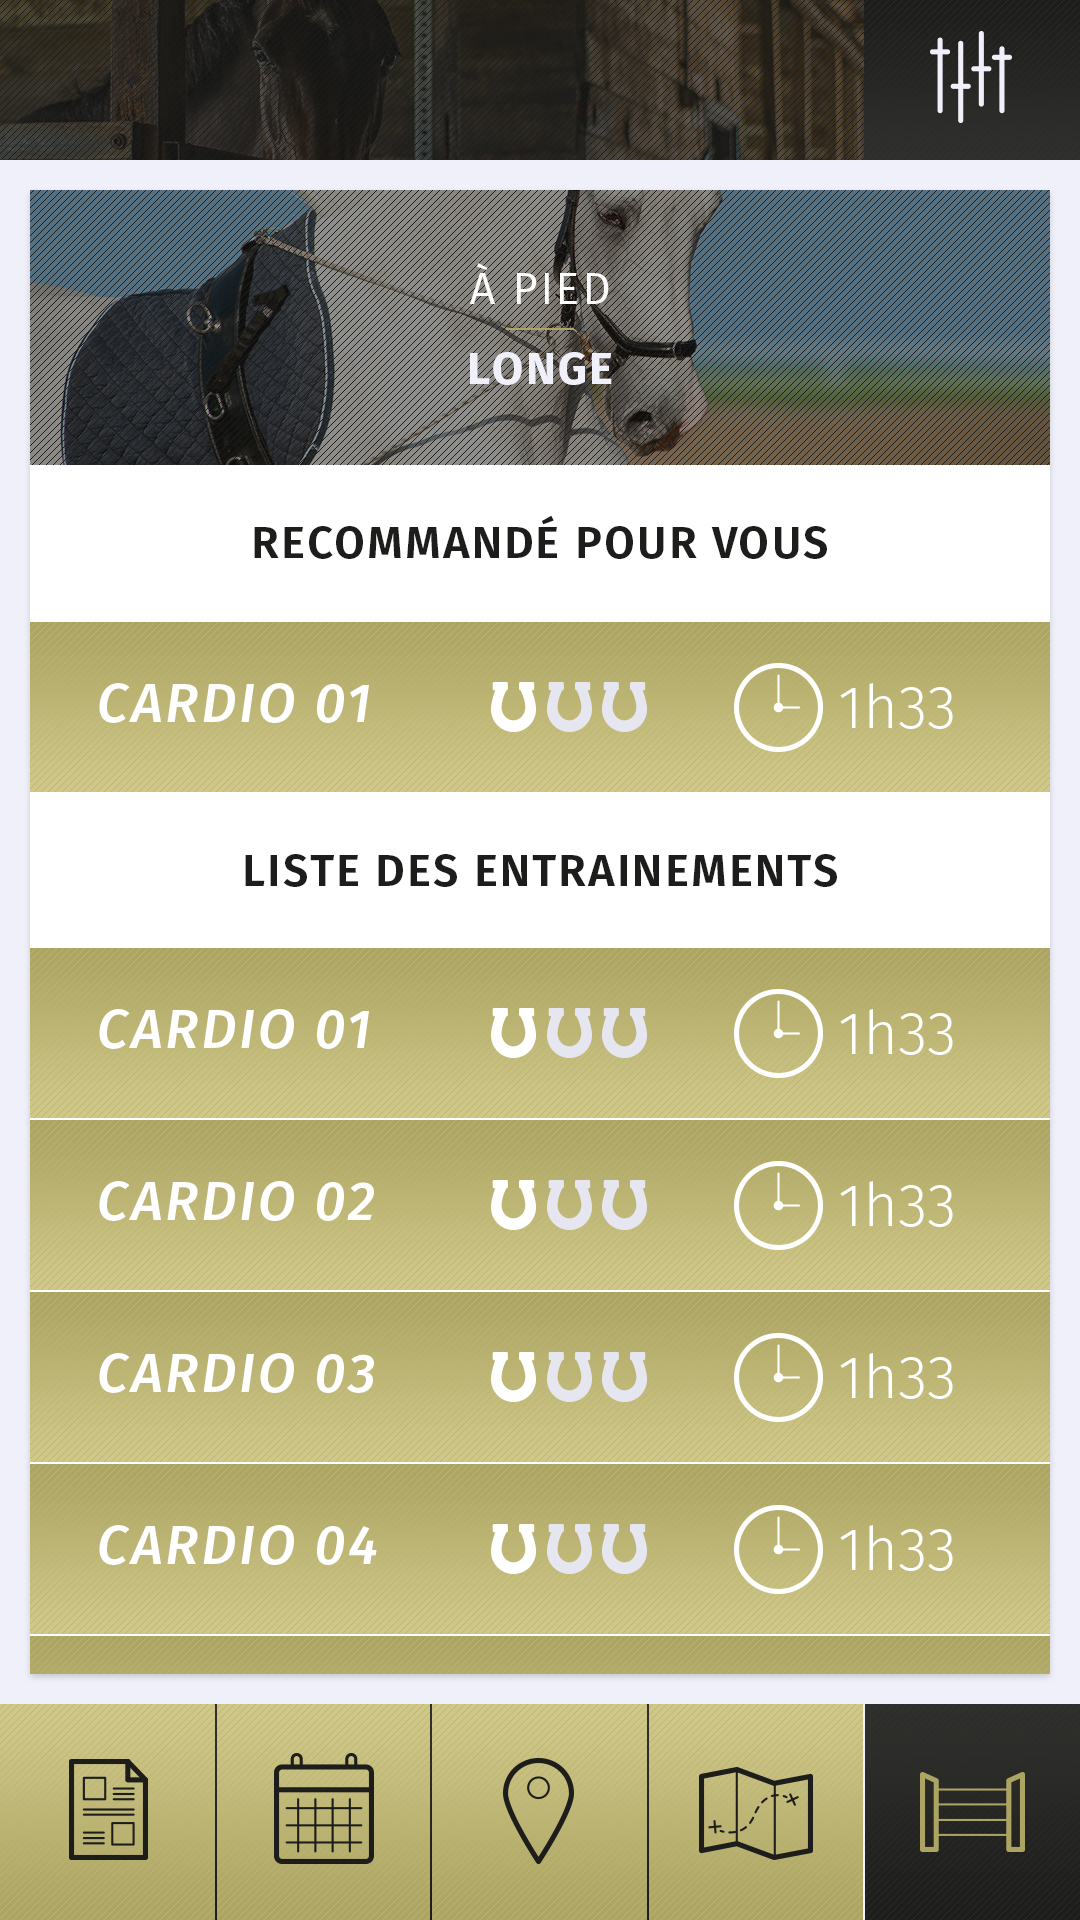 À PIED
LONGE
RECOMMANDÉ POUR VOUS
CARDIO 01 1h33
LISTE DES ENTRAINEMENTS
CARDIO 01 1h33
CARDIO 02 1h33
CARDIO 03 1h33
CARDIO 04 1h33